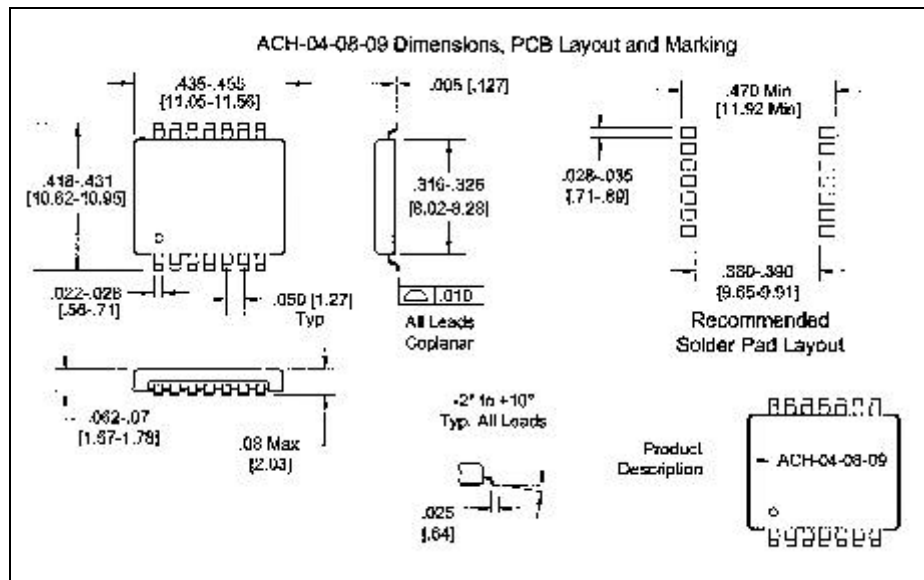 ACH-04-08-09 Dimensions, PCB Layout and Marking
.435-.455
[11.05-11.56]
.005 [.127]
.470 Min
[11.92 Min]
.418-.431
[10.62-10.95]
.316-.326
[8.02-8.28]
.028-.035
[.71-.89]
.022-.028
[.56-.71]
.050 [1.27]
Typ
.010
All Leads
Coplanar
.380-.390
[9.65-9.91]
Recommended
Solder Pad Layout
.062-.07
[1.57-1.78]
.08 Max
[2.03]
-2° to +10°
Typ. All Leads
.025
[.64]
Product
Description
ACH-04-08-09